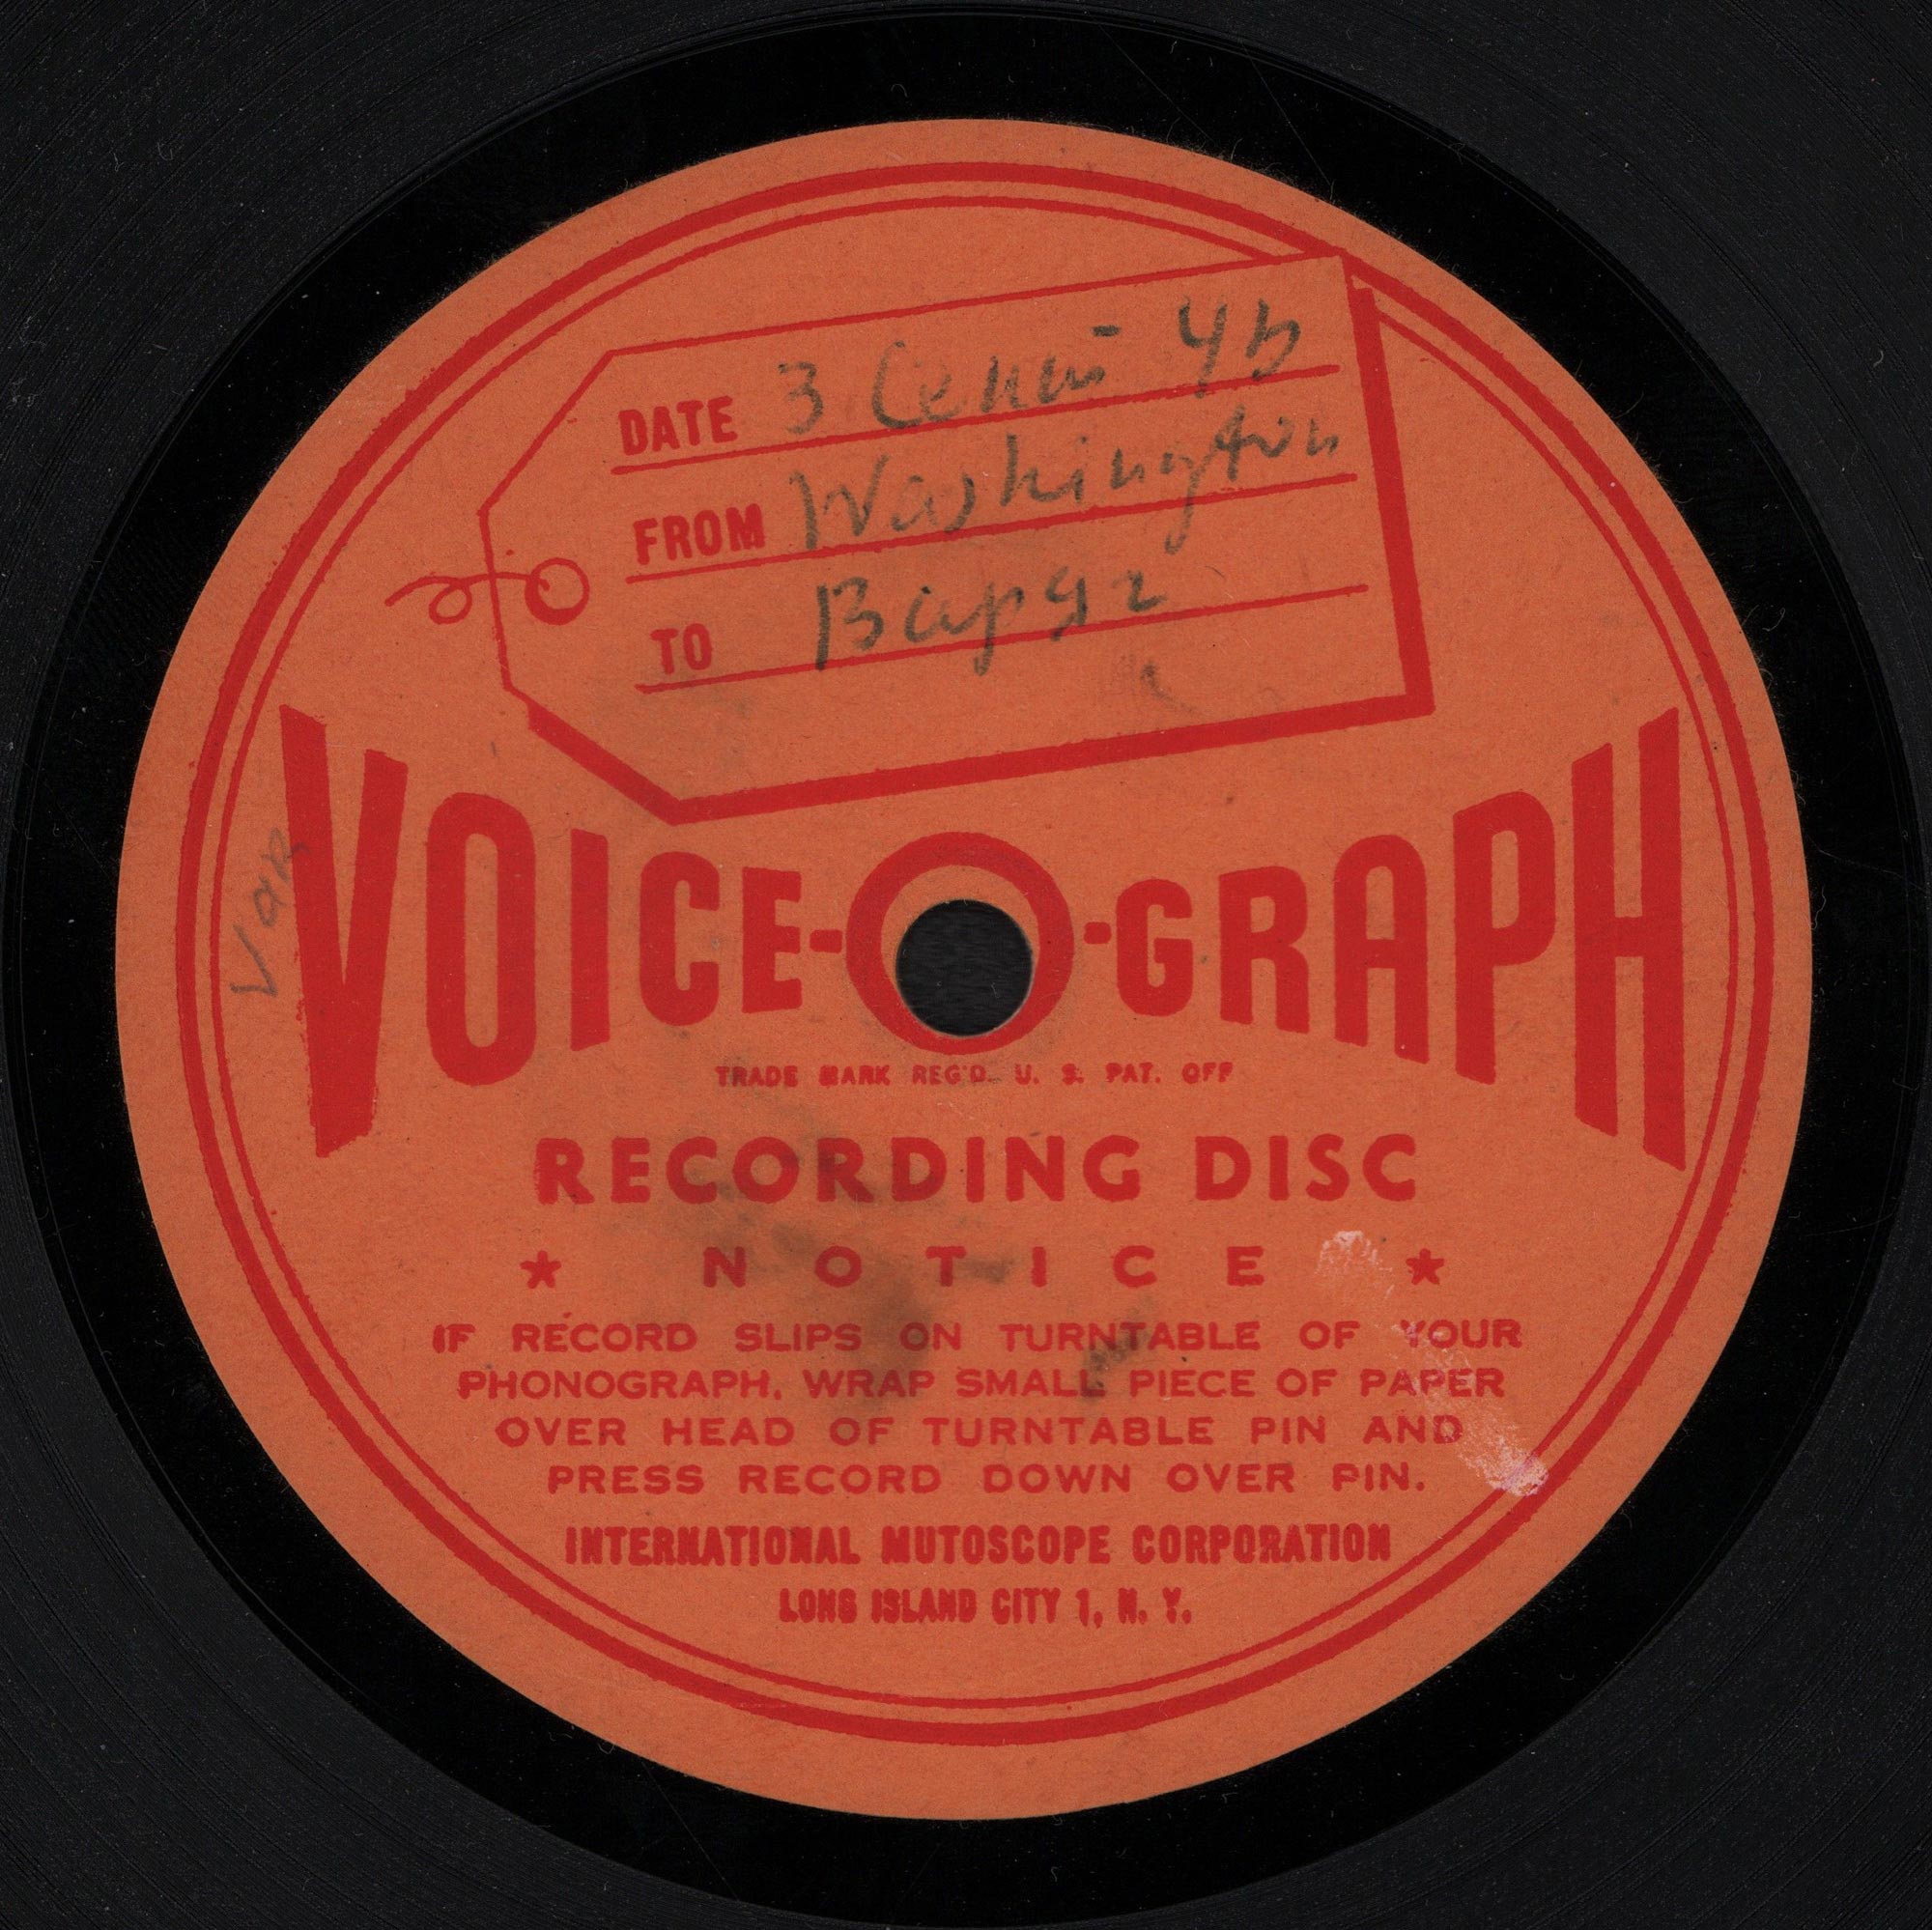 DATE 3 Сент 46
FROM Washington
TO Варяг
Var
VOICE-O-GRAPH
TRADE MARK REG'D. U. S. PAT. OFF
RECORDING DISC
★ NOTICE ★
IF RECORD SLIPS ON TURNTABLE OF YOUR
PHONOGRAPH, WRAP SMALL PIECE OF PAPER
OVER HEAD OF TURNTABLE PIN AND
PRESS RECORD DOWN OVER PIN.
INTERNATIONAL MUTOSCOPE CORPORATION
LONG ISLAND CITY 1, N. Y.